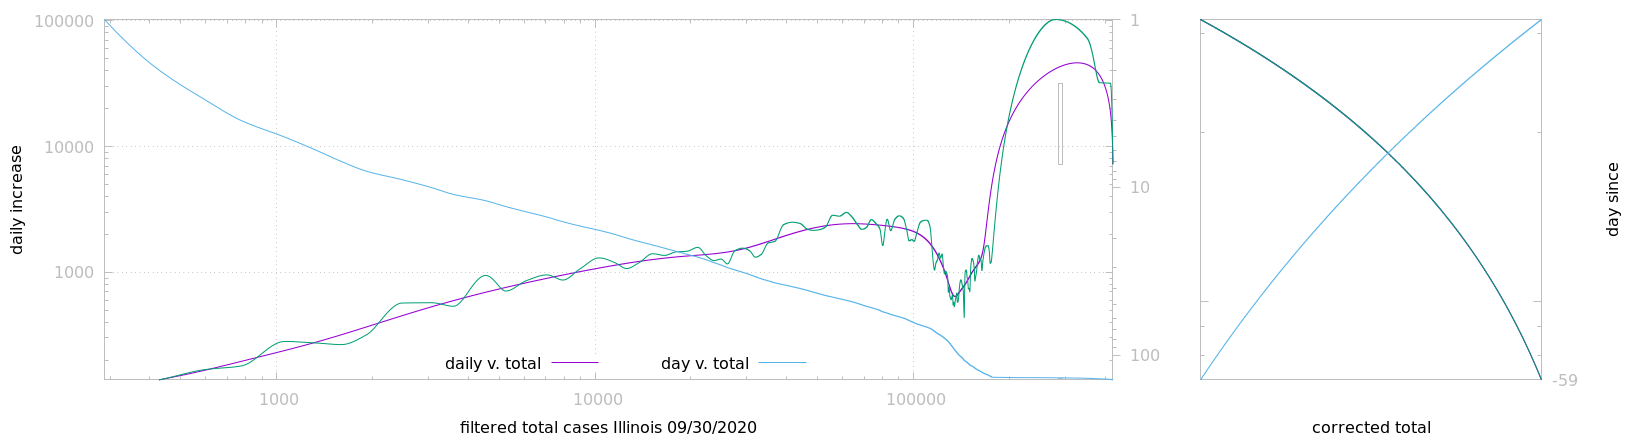 100000
10000
1000
daily increase
1
10
100
daily v. total
day v. total
1000
10000
100000
filtered total cases Illinois 09/30/2020
-59
day since
corrected total